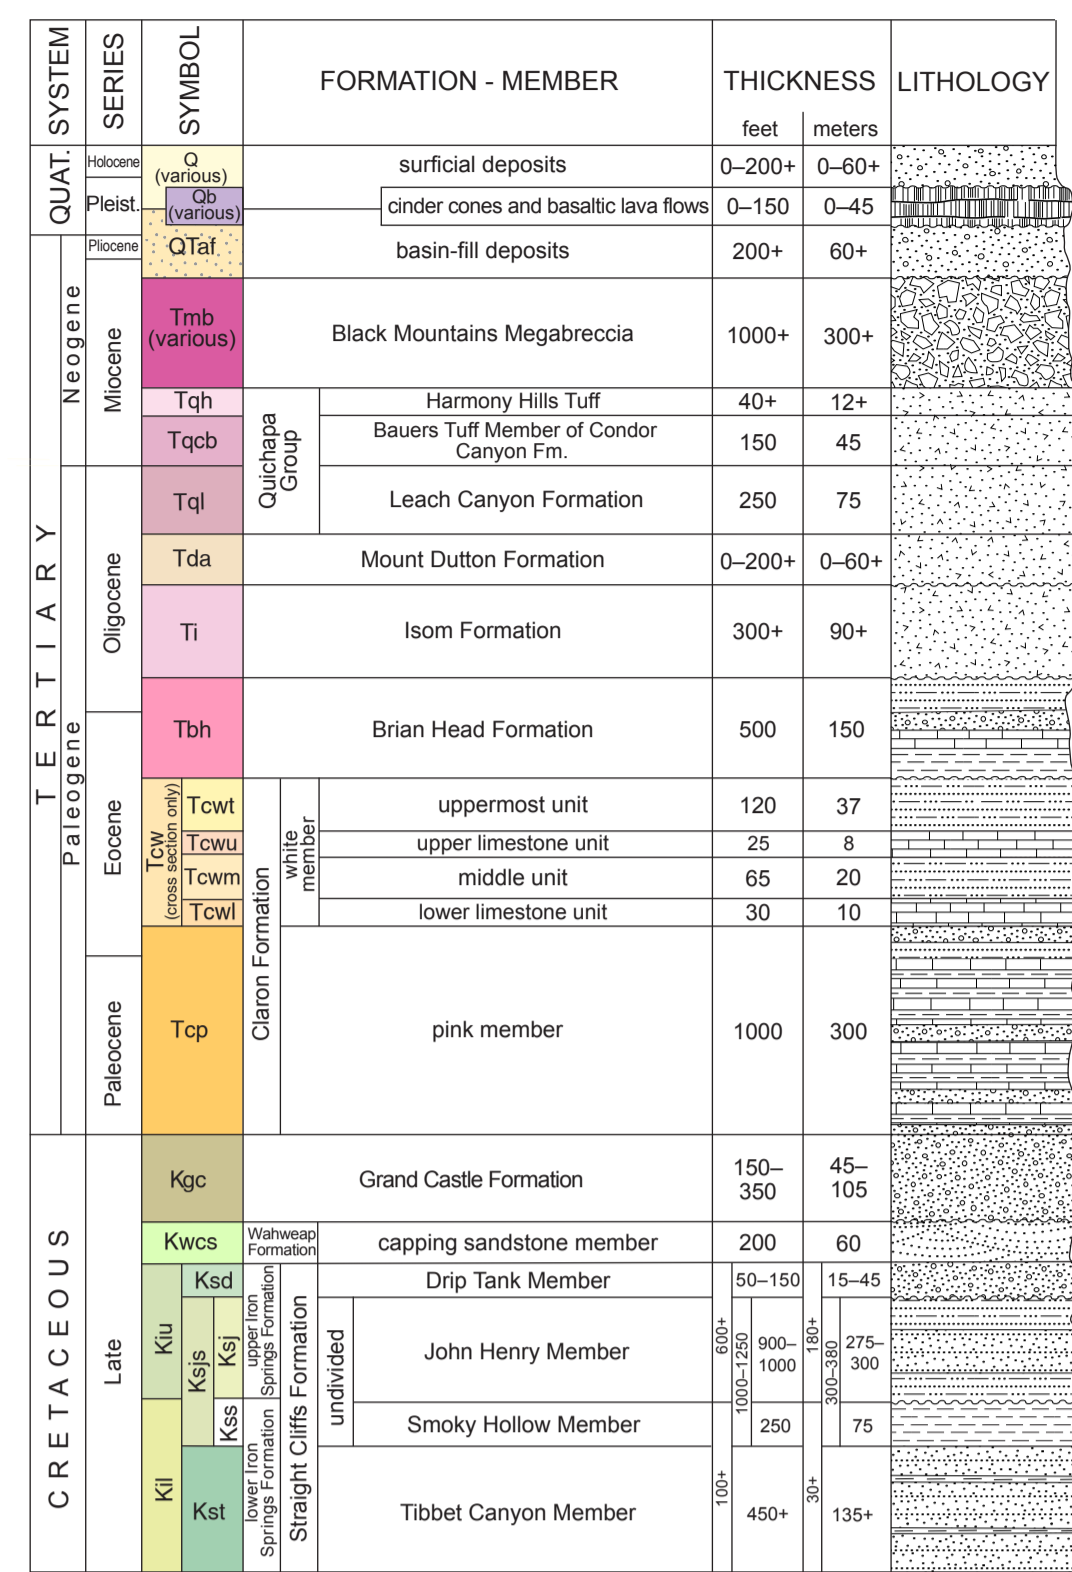 SYSTEM
SERIES
SYMBOL
FORMATION - MEMBER
THICKNESS
LITHOLOGY
feet
meters
QUAT.
Holocene
Q
(various)
surficial deposits
0–200+
0–60+
Pleist.
Qb
(various)
cinder cones and basaltic lava flows
0–150
0–45
TERTIARY
Neogene
Pliocene
QTaf
basin-fill deposits
200+
60+
Miocene
Tmb
(various)
Black Mountains Megabreccia
1000+
300+
Quichapa
Group
Tqh
Harmony Hills Tuff
40+
12+
Tqcb
Bauers Tuff Member of Condor
Canyon Fm.
150
45
Paleogene
Oligocene
Tql
Leach Canyon Formation
250
75
Tda
Mount Dutton Formation
0–200+
0–60+
Ti
Isom Formation
300+
90+
Tbh
Brian Head Formation
500
150
Eocene
Tcw
(cross section only)
Claron Formation
white
member
Tcwt
uppermost unit
120
37
Tcwu
upper limestone unit
25
8
Tcwm
middle unit
65
20
Tcwl
lower limestone unit
30
10
Paleocene
Tcp
pink member
1000
300
CRETACEOUS
Late
Kgc
Grand Castle Formation
150–
350
45–
105
Kwcs
Wahweap
Formation
capping sandstone member
200
60
Kiu
upper Iron
Springs Formation
Straight Cliffs Formation
Ksd
Drip Tank Member
50–150
15–45
600+
180+
Ksjs
Ksj
undivided
John Henry Member
1000–1250
900–
1000
300–380
275–
300
Kss
Smoky Hollow Member
250
75
Kil
lower Iron
Springs Formation
Kst
Tibbet Canyon Member
100+
450+
30+
135+